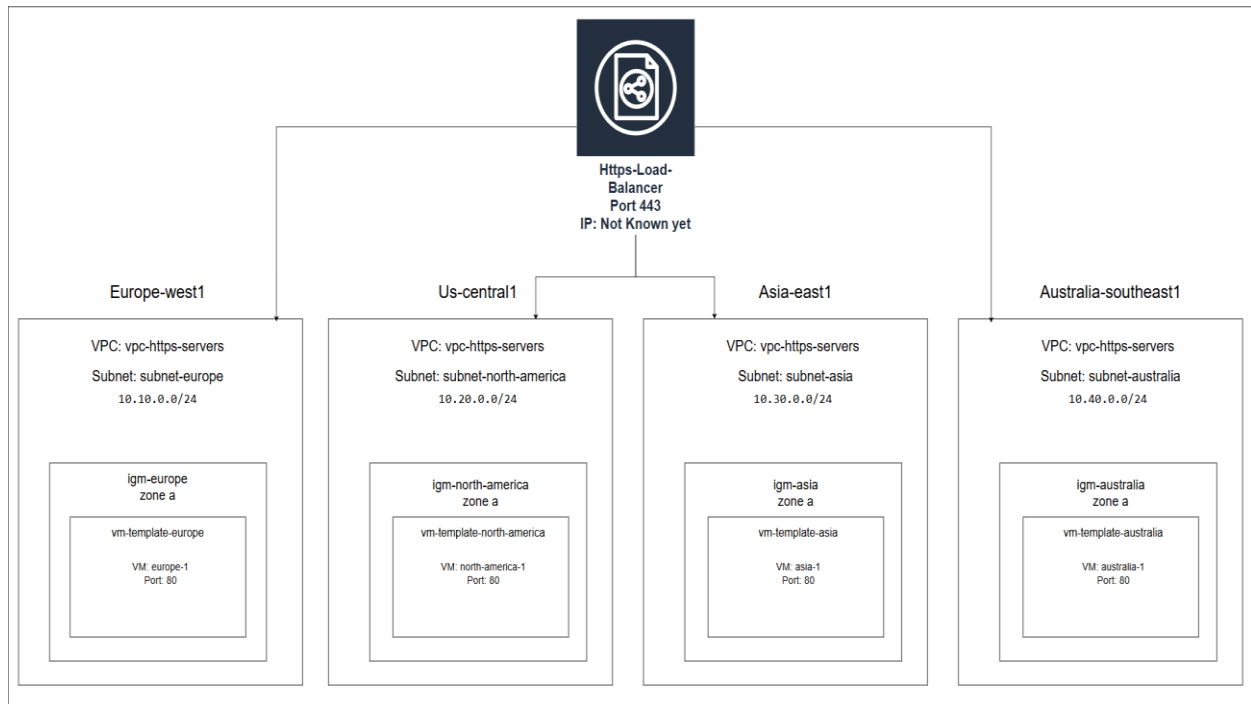 Https-Load-
Balancer
Port 443
IP: Not Known yet
Europe-west1
VPC: vpc-https-servers
Subnet: subnet-europe
10.10.0.0/24
igm-europe
zone a
vm-template-europe
VM: europe-1
Port: 80
Us-central1
VPC: vpc-https-servers
Subnet: subnet-north-america
10.20.0.0/24
igm-north-america
zone a
vm-template-north-america
VM: north-america-1
Port: 80
Asia-east1
VPC: vpc-https-servers
Subnet: subnet-asia
10.30.0.0/24
igm-asia
zone a
vm-template-asia
VM: asia-1
Port: 80
Australia-southeast1
VPC: vpc-https-servers
Subnet: subnet-australia
10.40.0.0/24
igm-australia
zone a
vm-template-australia
VM: australia-1
Port: 80